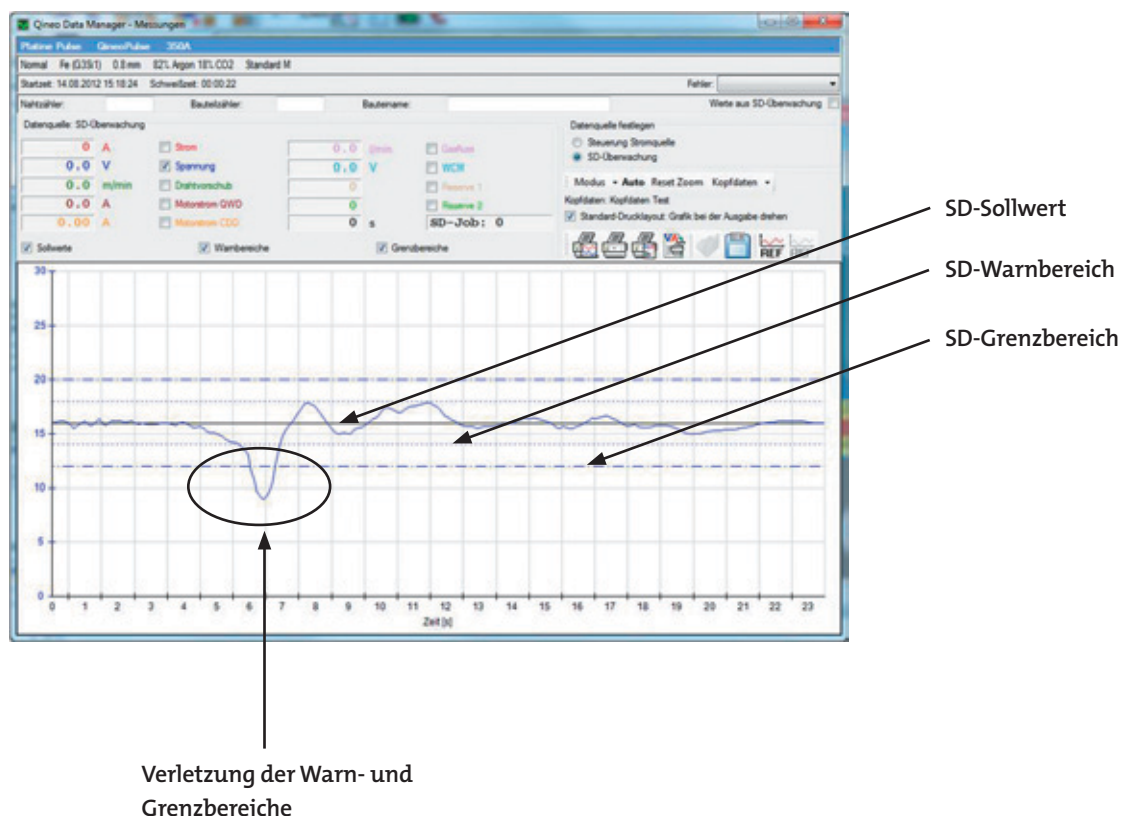 Qineo Data Manager - Messungen
Platine Pulse QineoPulse 350A
Normal Fe (G3Si1) 0.8 mm 82% Argon 18% CO2 Standard M
Startzeit: 14.08.2012 15:18:24 Schweißzeit: 00:00:22 Fehler:
Nahtzähler: Bauteilzähler: Bauteilname: Werte aus SD-Überwachung
Datenquelle: SD-Überwachung Datenquelle festlegen
0 A Strom 0.0 l/min Gasfluss Steuerung Stromquelle
0.0 V Spannung 0.0 V WCM SD-Überwachung
0.0 m/min Drahtvorschub 0 Reserve 1 Modus Auto Reset Zoom Kopfdaten
0.0 A Motorstrom QWD 0 Reserve 2 Kopfdaten: Kopfdaten Test
0.00 A Motorstrom CDG 0 s SD-Job: 0 Standard-Drucklayout: Grafik bei der Ausgabe drehen
Sollwerte Warnbereiche Grenzbereiche REF REF
SD-Sollwert
SD-Warnbereich
SD-Grenzbereich
30
25
20
15
10
5
0
0 1 2 3 4 5 6 7 8 9 10 11 12 13 14 15 16 17 18 19 20 21 22 23
Zeit [s]
Verletzung der Warn- und
Grenzbereiche